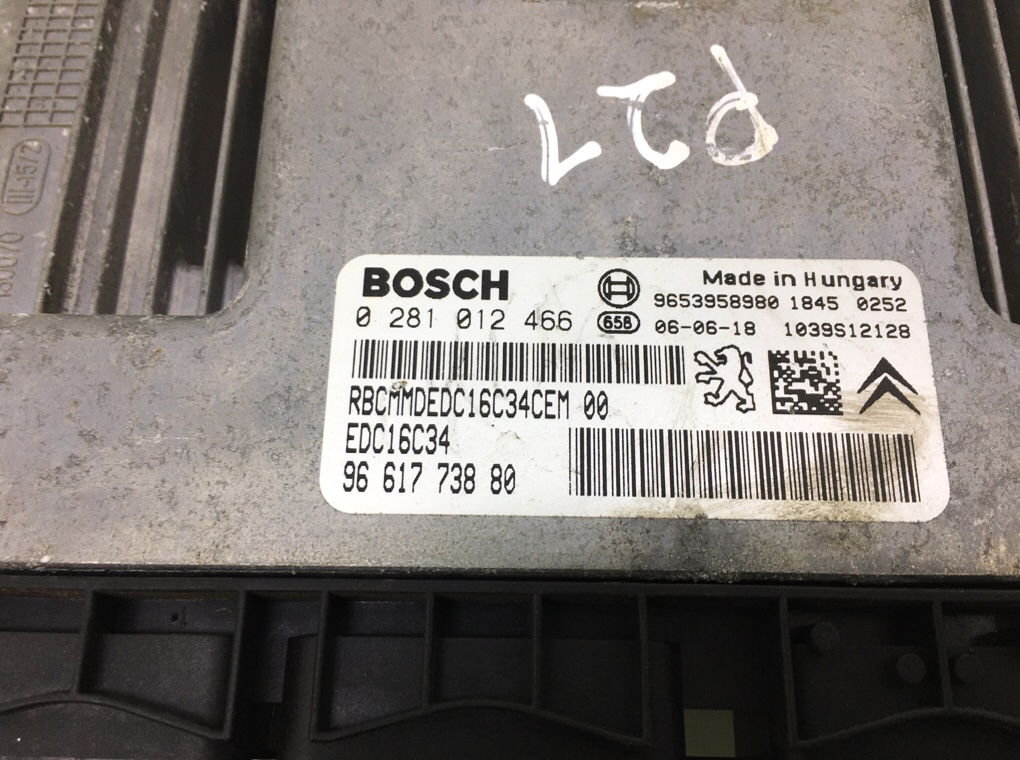 BOSCH
Made in Hungary
9653958980 1845 0252
0 281 012 466
658
06-06-18 1039S12128
RBCMMDEDC16C34CEM 00
EDC16C34
96 617 738 80